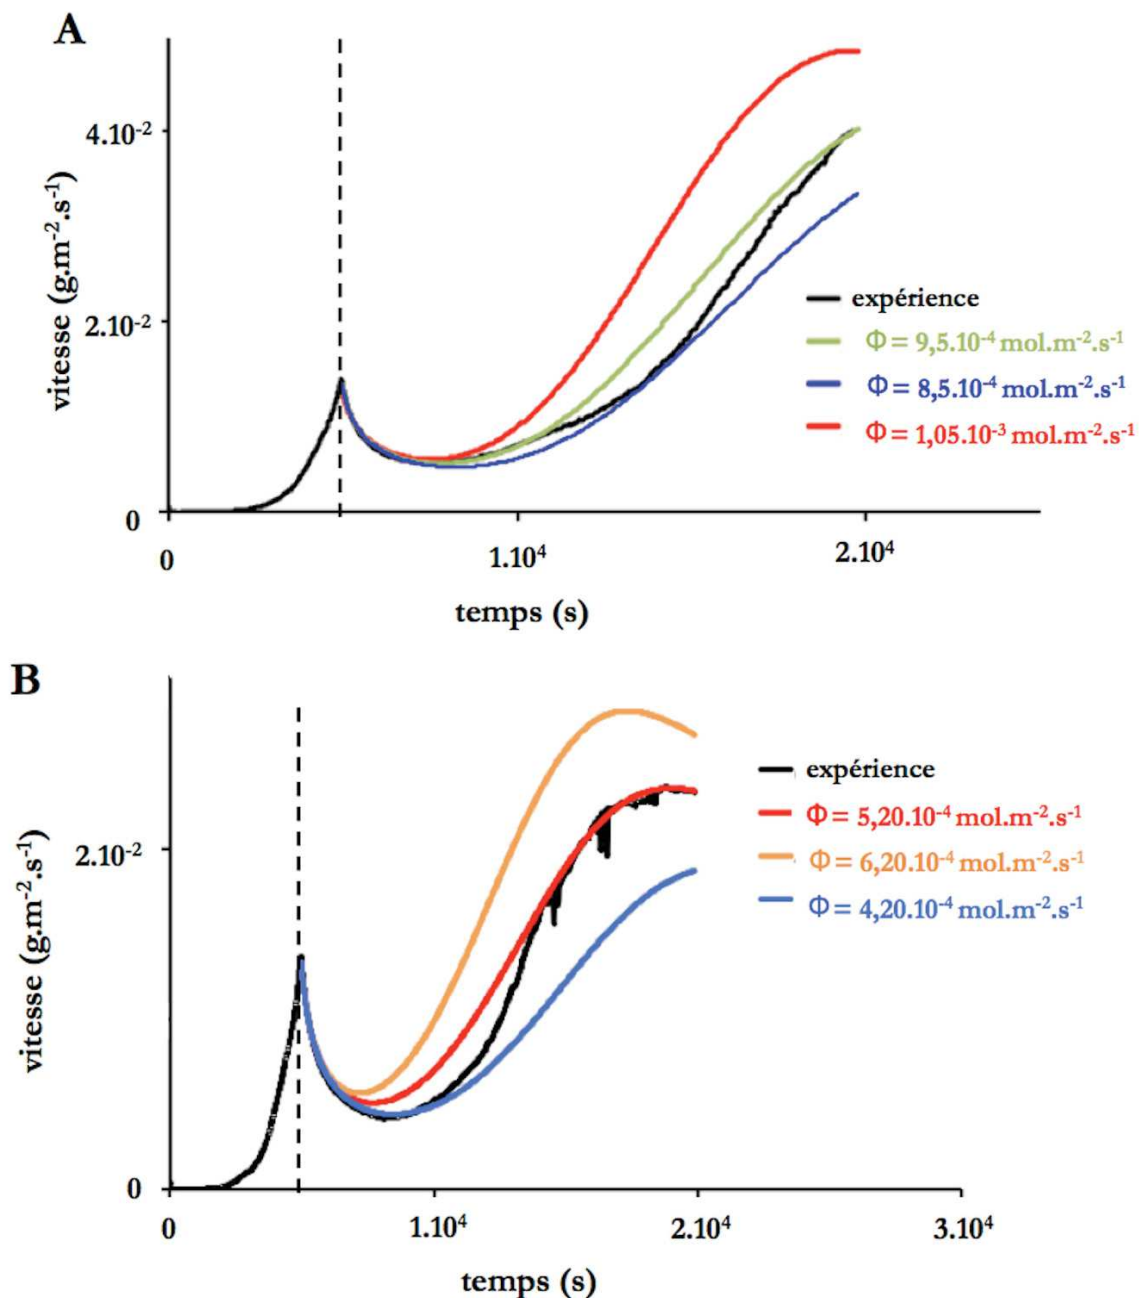 A
vitesse (g.m-2.s-1)
4.10-2
2.10-2
0
0
1.104
2.104
temps (s)
expérience
Φ = 9,5.10-4 mol.m-2.s-1
Φ = 8,5.10-4 mol.m-2.s-1
Φ = 1,05.10-3 mol.m-2.s-1
B
vitesse (g.m-2.s-1)
2.10-2
0
0
1.104
2.104
3.104
temps (s)
expérience
Φ = 5,20.10-4 mol.m-2.s-1
Φ = 6,20.10-4 mol.m-2.s-1
Φ = 4,20.10-4 mol.m-2.s-1